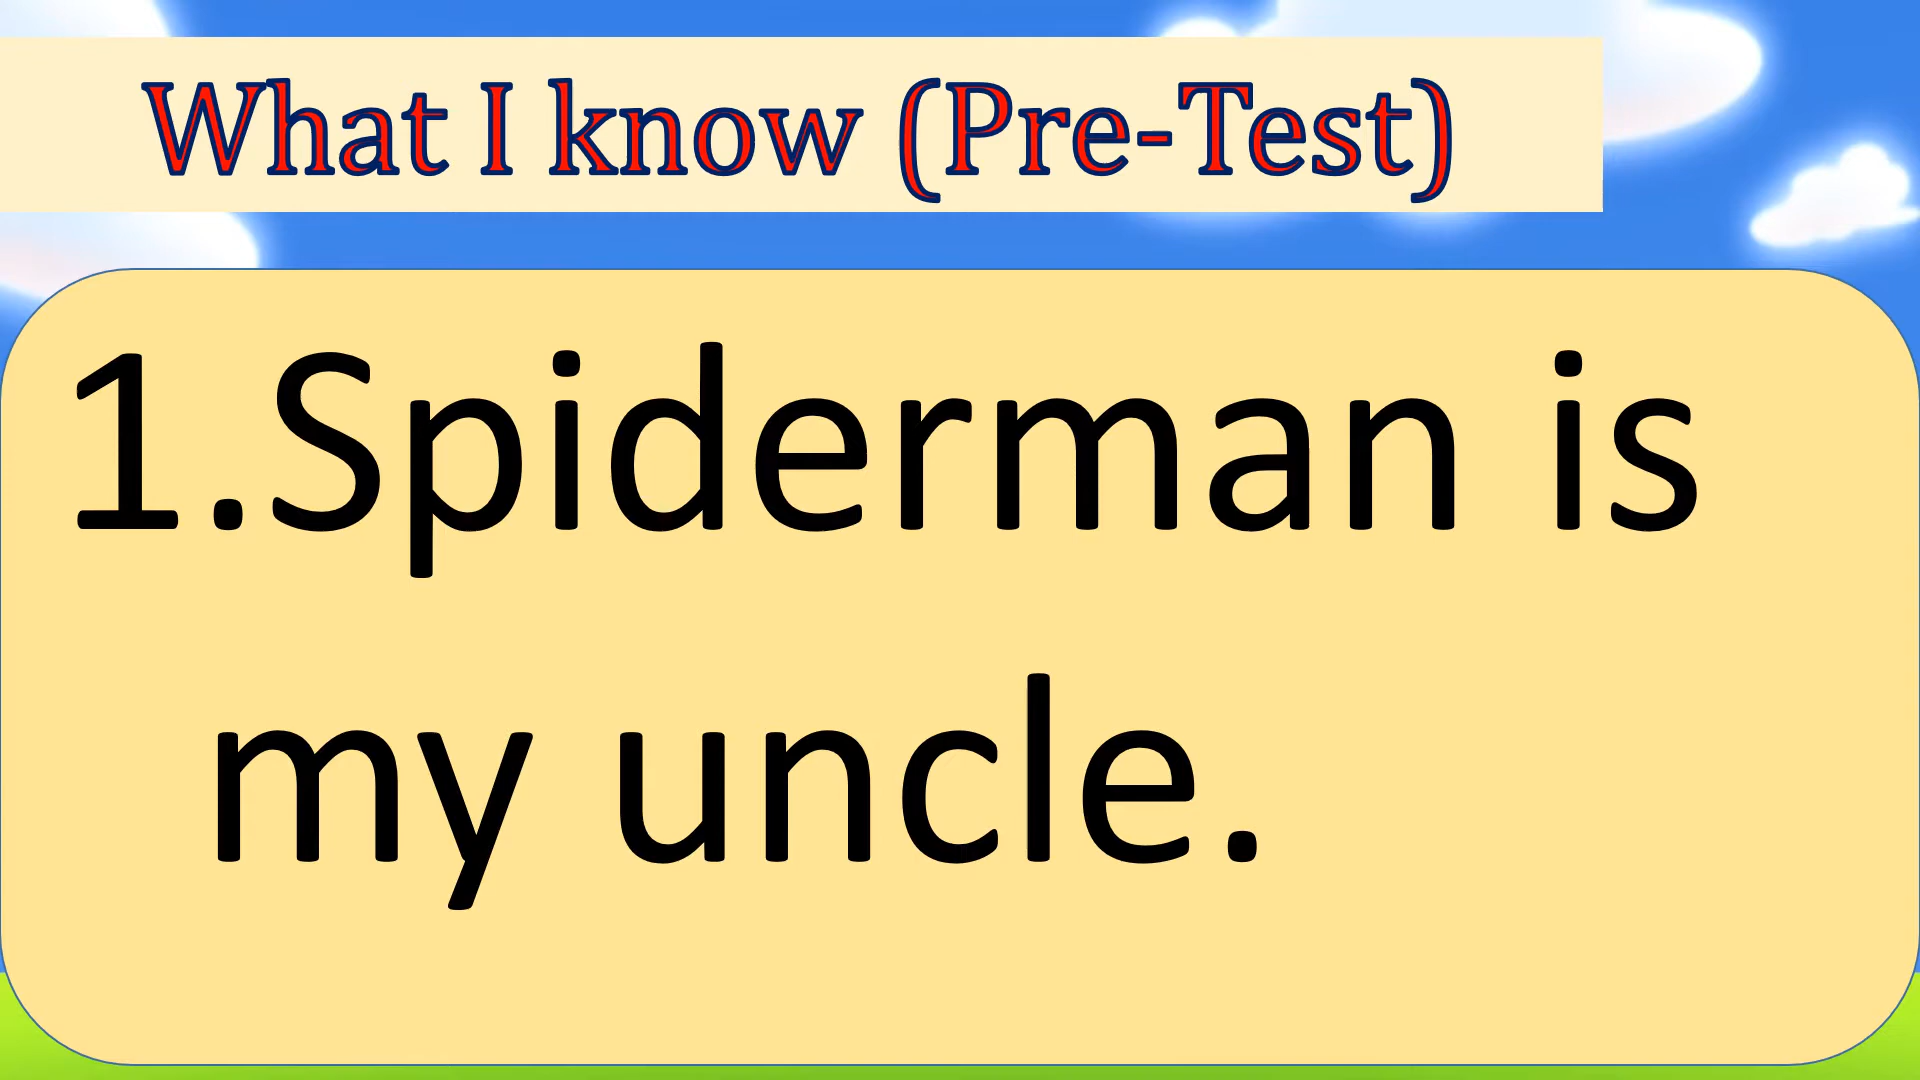 What I know (Pre-Test)
1.Spiderman is
my uncle.